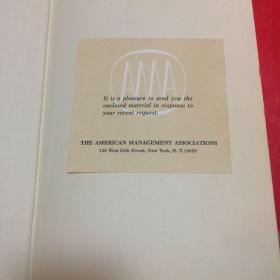 AMA
It is a pleasure to send you the
enclosed material in response to
your recent request.
THE AMERICAN MANAGEMENT ASSOCIATIONS
135 West 50th Street, New York, N. Y. 10020